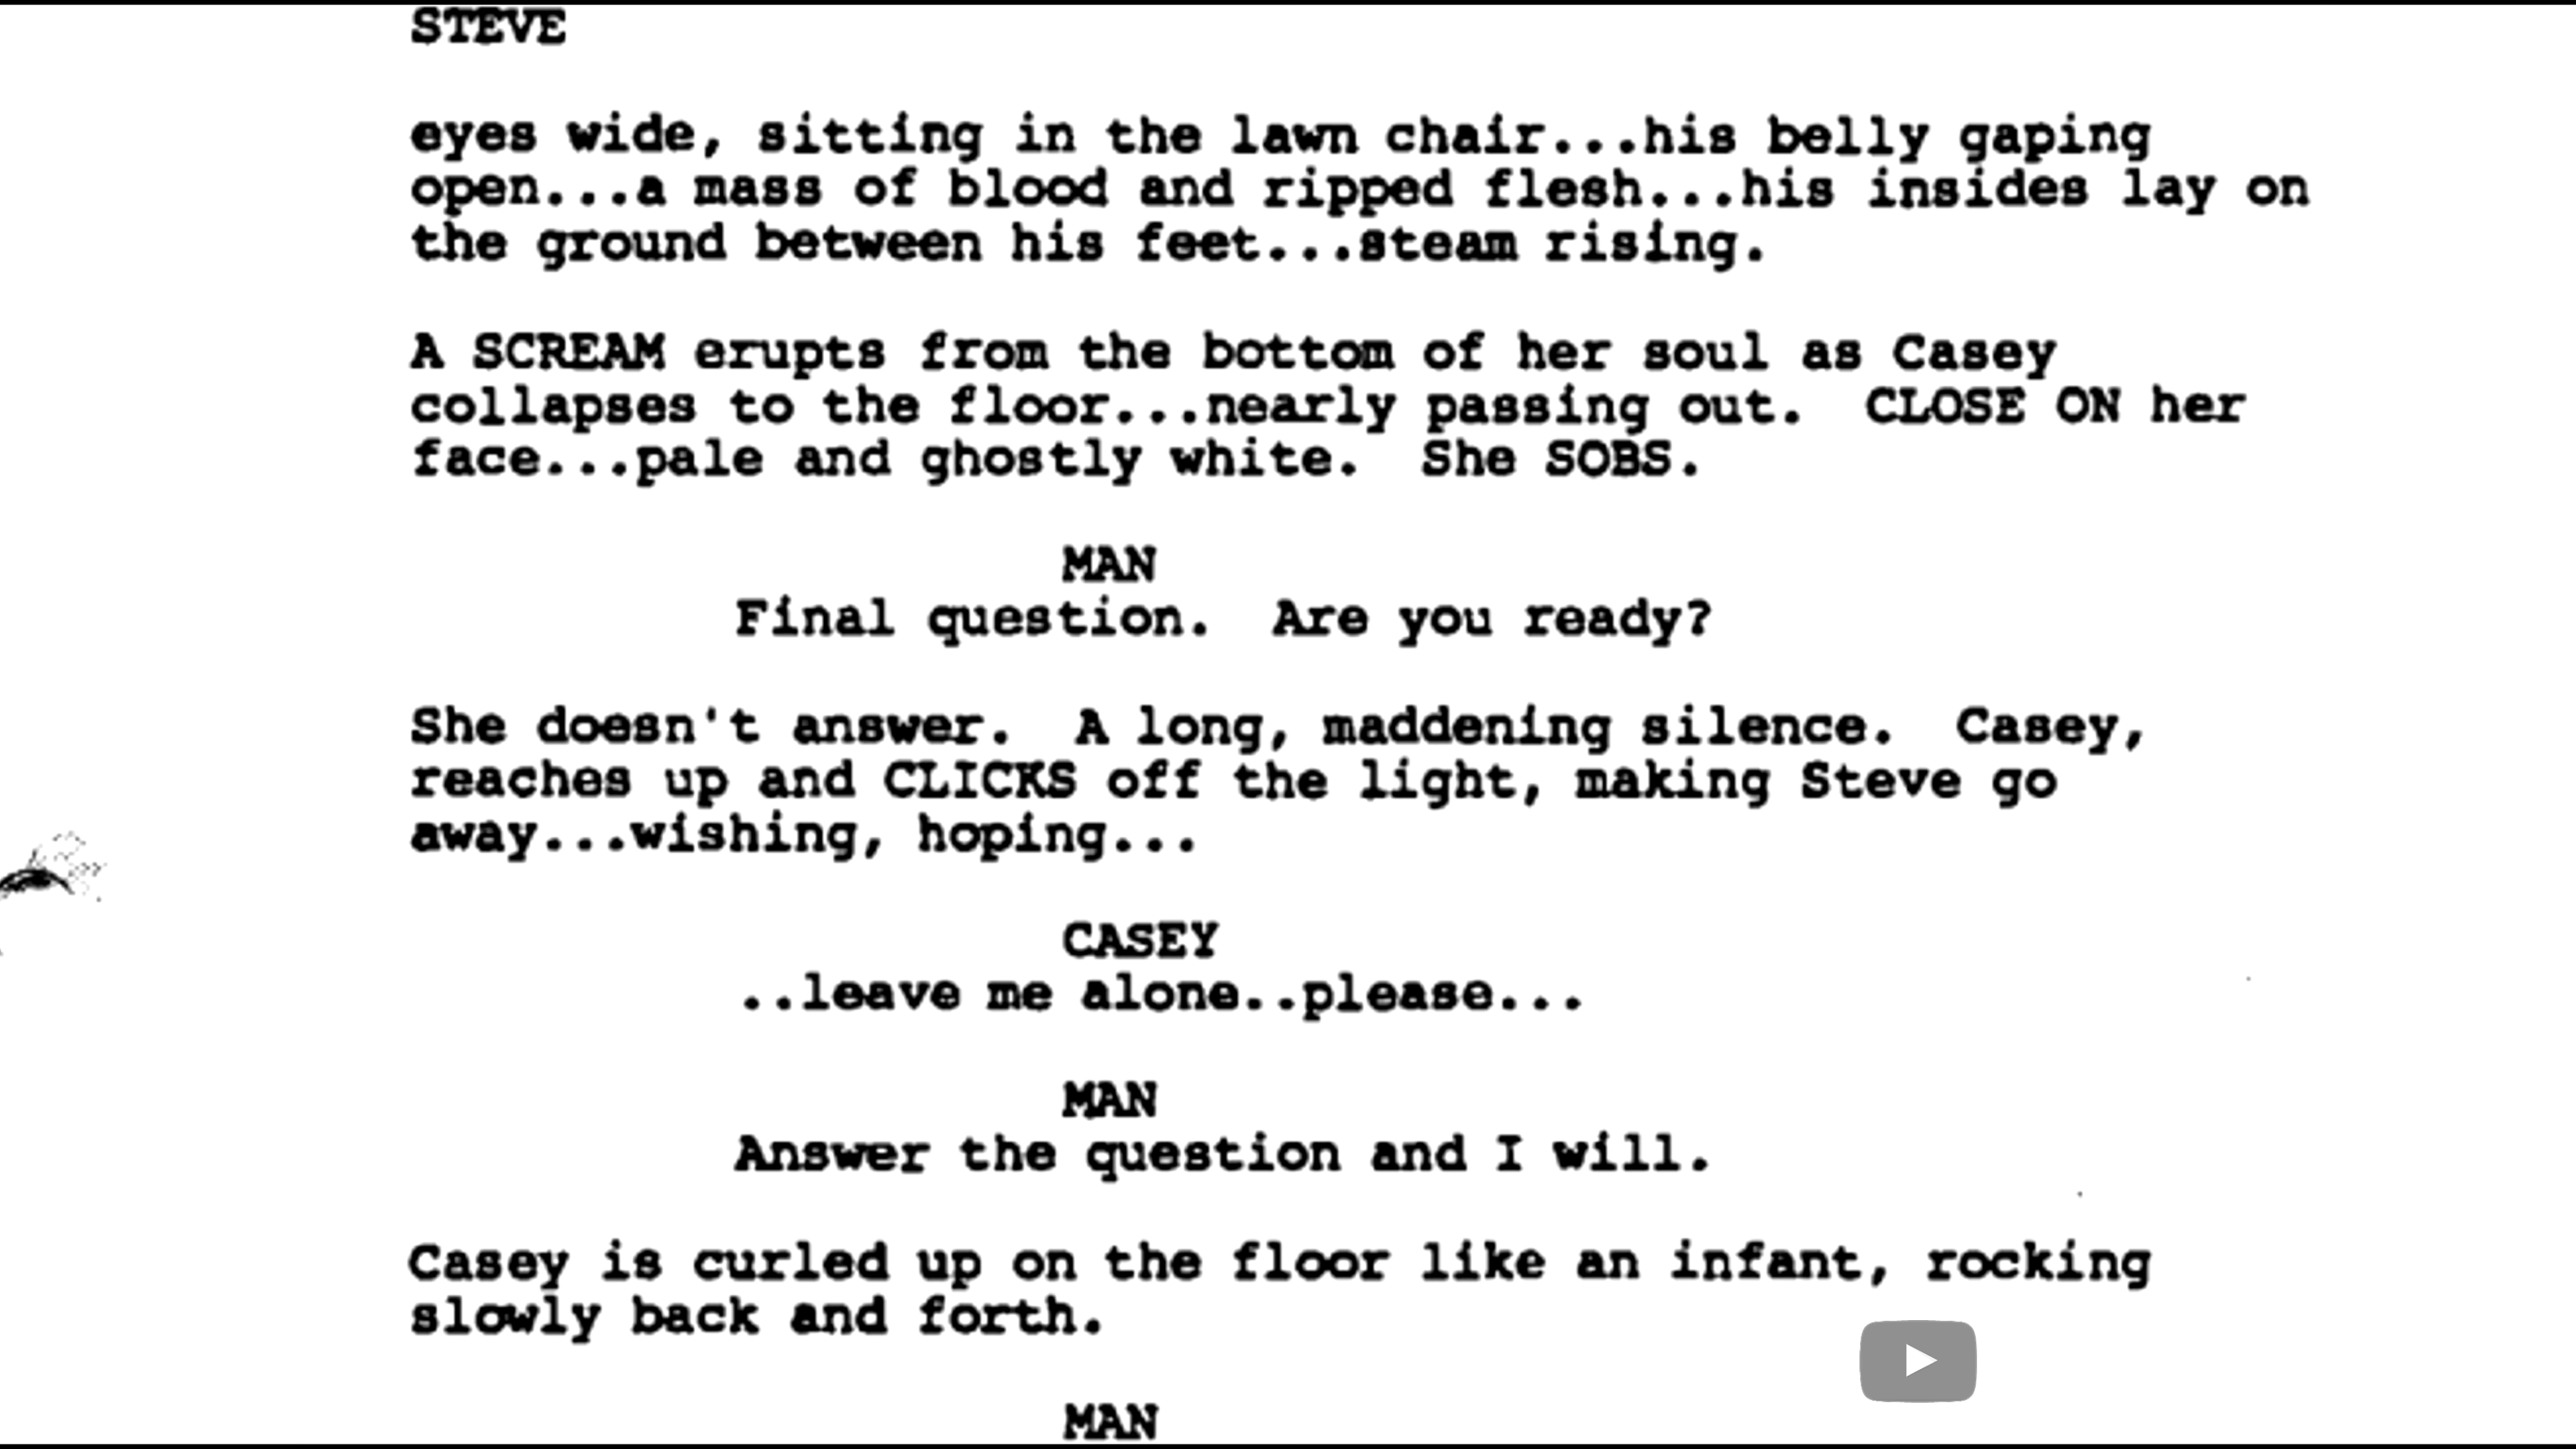 STEVE
eyes wide, sitting in the lawn chair...his belly gaping
open...a mass of blood and ripped flesh...his insides lay on
the ground between his feet...steam rising.
A SCREAM erupts from the bottom of her soul as Casey
collapses to the floor...nearly passing out.  CLOSE ON her
face...pale and ghostly white.  She SOBS.
MAN
Final question.  Are you ready?
She doesn't answer.  A long, maddening silence.  Casey,
reaches up and CLICKS off the light, making Steve go
away...wishing, hoping...
CASEY
..leave me alone..please...
MAN
Answer the question and I will.
Casey is curled up on the floor like an infant, rocking
slowly back and forth.
MAN